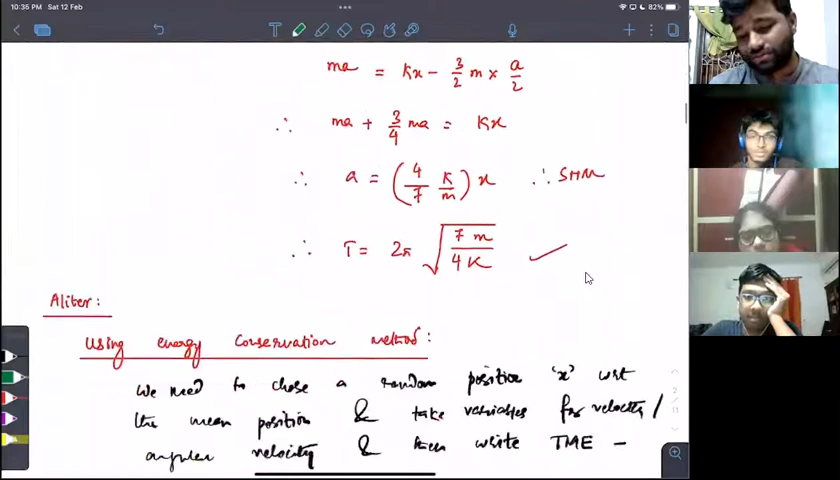 10:35 PM Sat 12 Feb
82%
ma = Kx - 3/2 m × a/2
∴ ma + 3/4 ma = Kx
∴ a = (4/7 K/m) x ∴ SHM
∴ T = 2π √(7m/4K) ✓
Aliter:
Using energy conservation method:
We need to chose a random position 'x' wrt
the mean position & take variables for velocity/
angular velocity & then write TME -
2
11